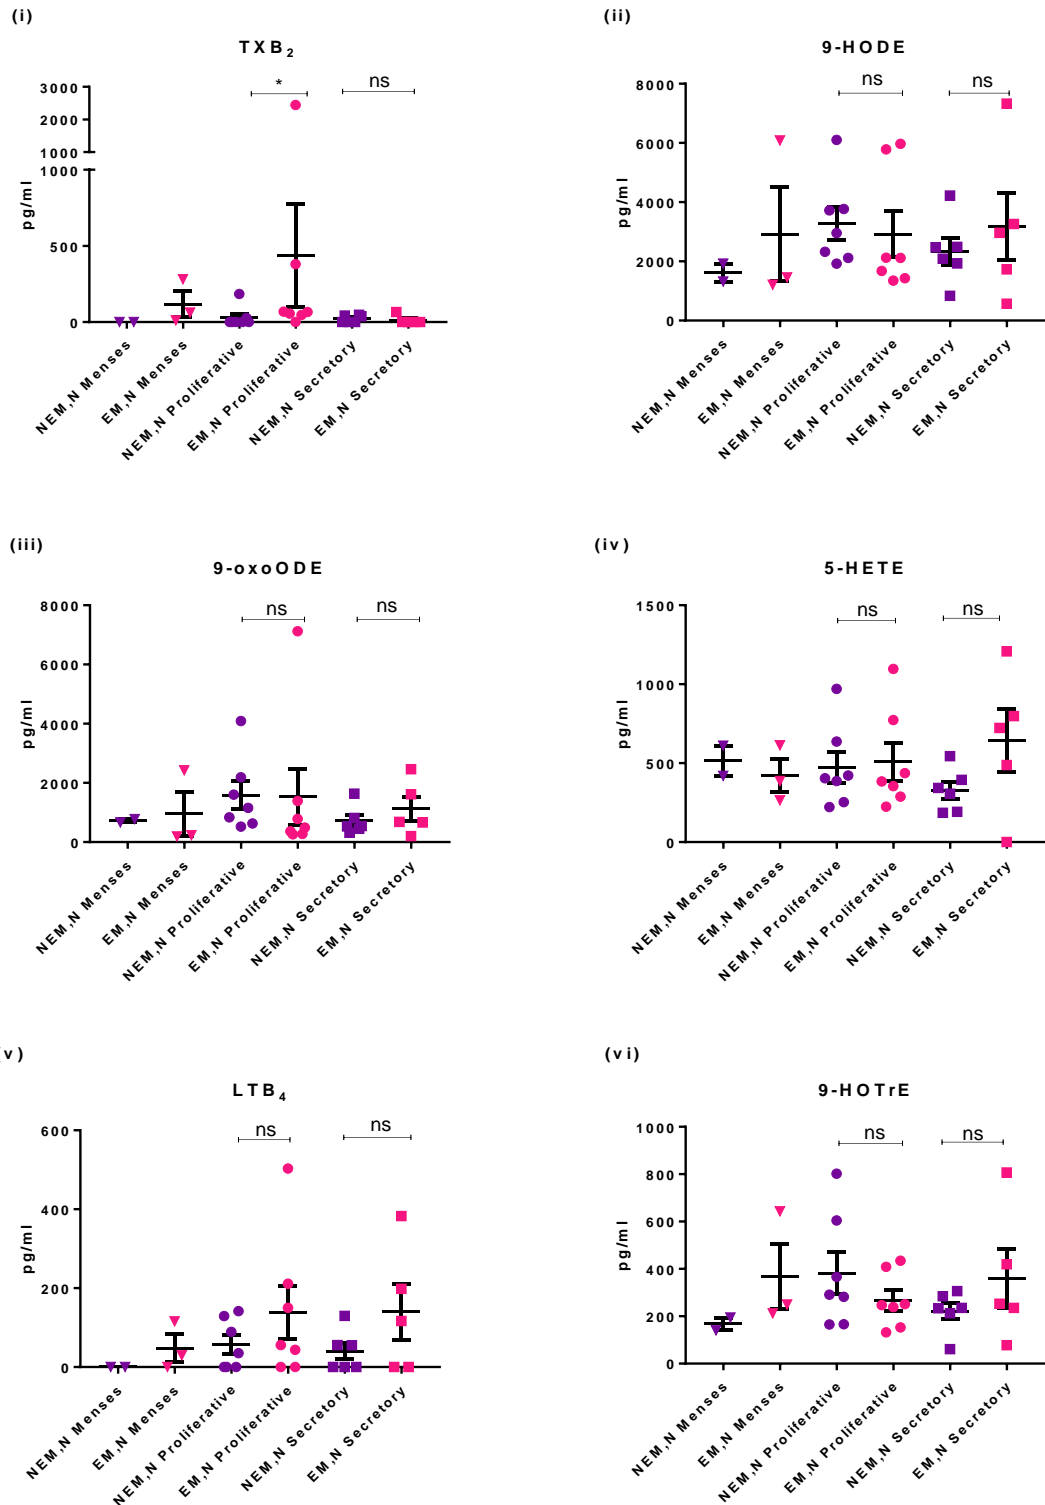 (i)
TXB₂
*
ns
3000
2000
1000
1000
500
0
pg/ml
NEM,N Menses
EM,N Menses
NEM,N Proliferative
EM,N Proliferative
NEM,N Secretory
EM,N Secretory
(ii)
9-HODE
ns
ns
8000
6000
4000
2000
0
pg/ml
NEM,N Menses
EM,N Menses
NEM,N Proliferative
EM,N Proliferative
NEM,N Secretory
EM,N Secretory
(iii)
9-oxoODE
ns
ns
8000
6000
4000
2000
0
pg/ml
NEM,N Menses
EM,N Menses
NEM,N Proliferative
EM,N Proliferative
NEM,N Secretory
EM,N Secretory
(iv)
5-HETE
ns
ns
1500
1000
500
0
pg/ml
NEM,N Menses
EM,N Menses
NEM,N Proliferative
EM,N Proliferative
NEM,N Secretory
EM,N Secretory
v)
LTB₄
ns
ns
600
400
200
0
pg/ml
NEM,N Menses
EM,N Menses
NEM,N Proliferative
EM,N Proliferative
NEM,N Secretory
EM,N Secretory
(vi)
9-HOTrE
ns
ns
1000
800
600
400
200
0
pg/ml
NEM,N Menses
EM,N Menses
NEM,N Proliferative
EM,N Proliferative
NEM,N Secretory
EM,N Secretory